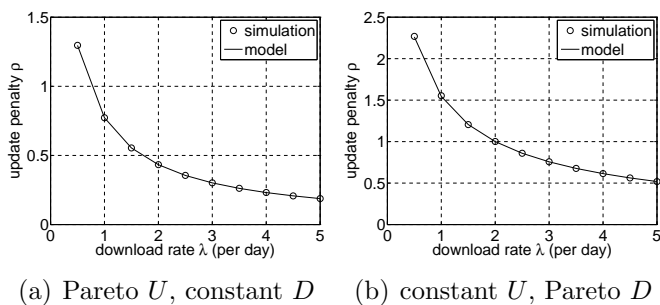 1.5
1
0.5
0
0 1 2 3 4 5
update penalty ρ
download rate λ (per day)
simulation
model
2.5
2
1.5
1
0.5
0
0 1 2 3 4 5
update penalty ρ
download rate λ (per day)
simulation
model
(a) Pareto U, constant D
(b) constant U, Pareto D